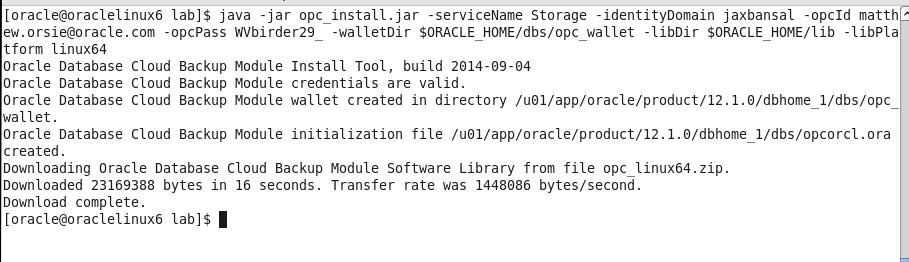 [oracle@oraclelinux6 lab]$ java -jar opc_install.jar -serviceName Storage -identityDomain jaxbansal -opcId matth
ew.orsie@oracle.com -opcPass WVbirder29_ -walletDir $ORACLE_HOME/dbs/opc_wallet -libDir $ORACLE_HOME/lib -libPla
tform linux64
Oracle Database Cloud Backup Module Install Tool, build 2014-09-04
Oracle Database Cloud Backup Module credentials are valid.
Oracle Database Cloud Backup Module wallet created in directory /u01/app/oracle/product/12.1.0/dbhome_1/dbs/opc_
wallet.
Oracle Database Cloud Backup Module initialization file /u01/app/oracle/product/12.1.0/dbhome_1/dbs/opcorcl.ora
created.
Downloading Oracle Database Cloud Backup Module Software Library from file opc_linux64.zip.
Downloaded 23169388 bytes in 16 seconds. Transfer rate was 1448086 bytes/second.
Download complete.
[oracle@oraclelinux6 lab]$